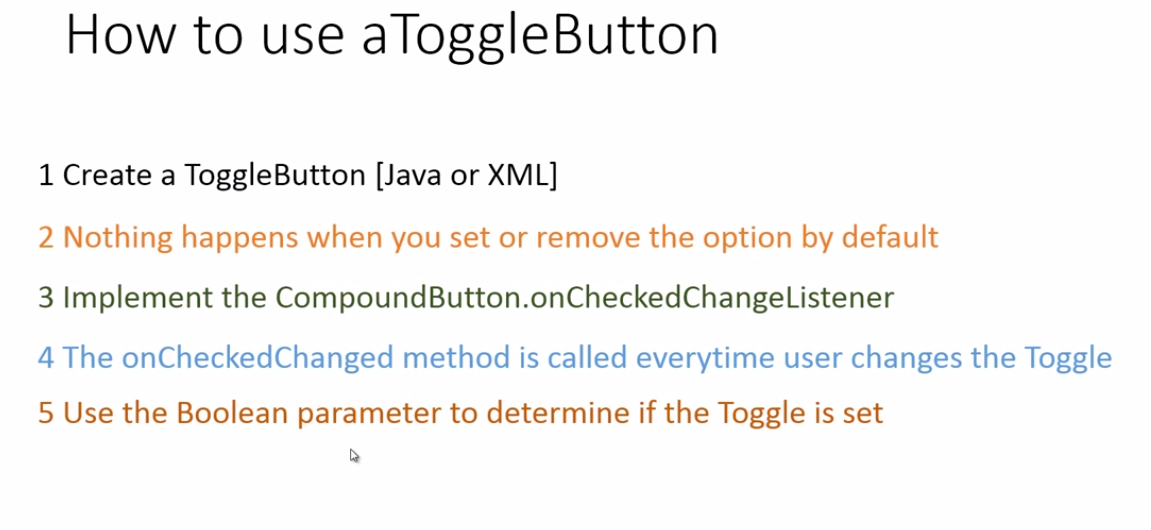 How to use aToggleButton
1 Create a ToggleButton [Java or XML]
2 Nothing happens when you set or remove the option by default
3 Implement the CompoundButton.onCheckedChangeListener
4 The onCheckedChanged method is called everytime user changes the Toggle
5 Use the Boolean parameter to determine if the Toggle is set